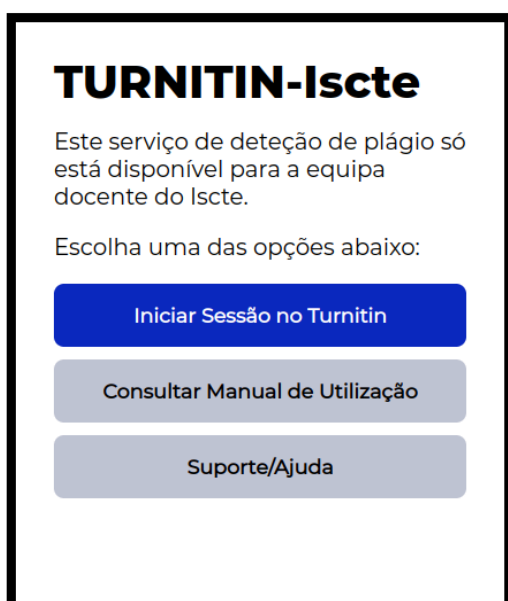 TURNITIN-Iscte
Este serviço de deteção de plágio só
está disponível para a equipa
docente do Iscte.
Escolha uma das opções abaixo:
Iniciar Sessão no Turnitin
Consultar Manual de Utilização
Suporte/Ajuda